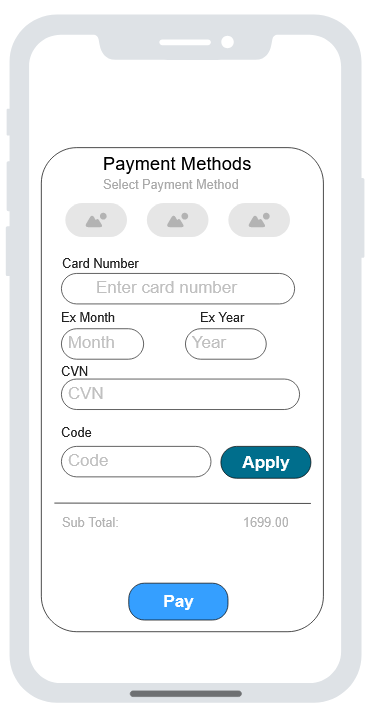 Payment Methods
Select Payment Method
Card Number
Enter card number
Ex Month Ex Year
Month Year
CVN
CVN
Code
Code Apply
Sub Total: 1699.00
Pay